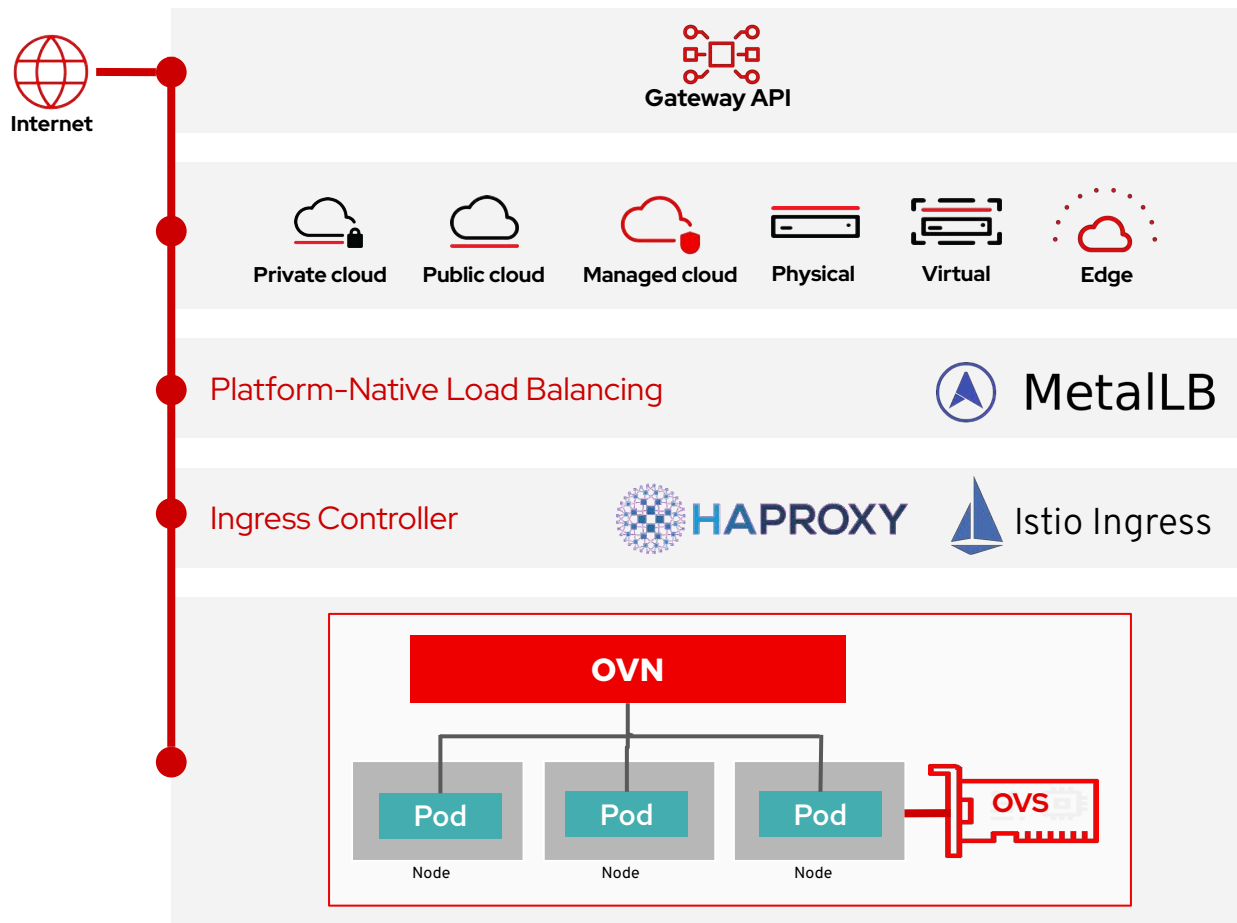 Internet
Gateway API
Private cloud
Public cloud
Managed cloud
Physical
Virtual
Edge
Platform-Native Load Balancing
MetalLB
Ingress Controller
HAPROXY
Istio Ingress
OVN
Pod
Pod
Pod
OVS
Node
Node
Node